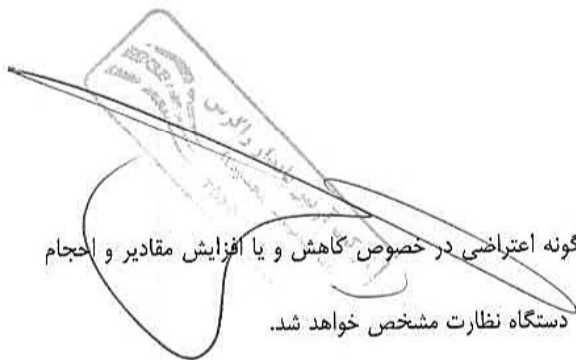 گونه اعتراضی در خصوص کاهش و یا افزایش مقادیر و احجام
دستگاه نظارت مشخص خواهد شد.